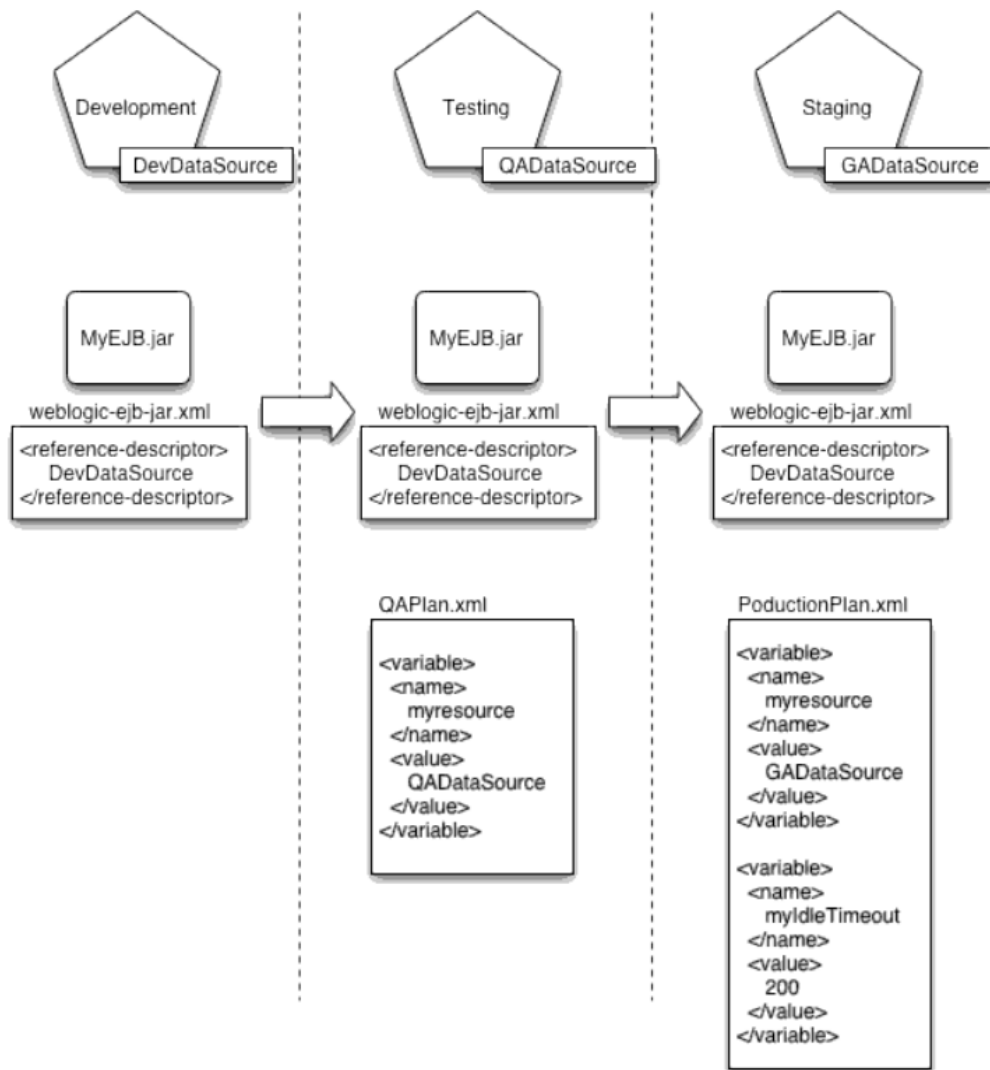 Development
DevDataSource
Testing
QADataSource
Staging
GADataSource
MyEJB.jar
weblogic-ejb-jar.xml
<reference-descriptor>
DevDataSource
</reference-descriptor>
MyEJB.jar
weblogic-ejb-jar.xml
<reference-descriptor>
DevDataSource
</reference-descriptor>
MyEJB.jar
weblogic-ejb-jar.xml
<reference-descriptor>
DevDataSource
</reference-descriptor>
QAPlan.xml
<variable>
<name>
myresource
</name>
<value>
QADataSource
</value>
</variable>
PoductionPlan.xml
<variable>
<name>
myresource
</name>
<value>
GADataSource
</value>
</variable>
<variable>
<name>
myIdleTimeout
</name>
<value>
200
</value>
</variable>